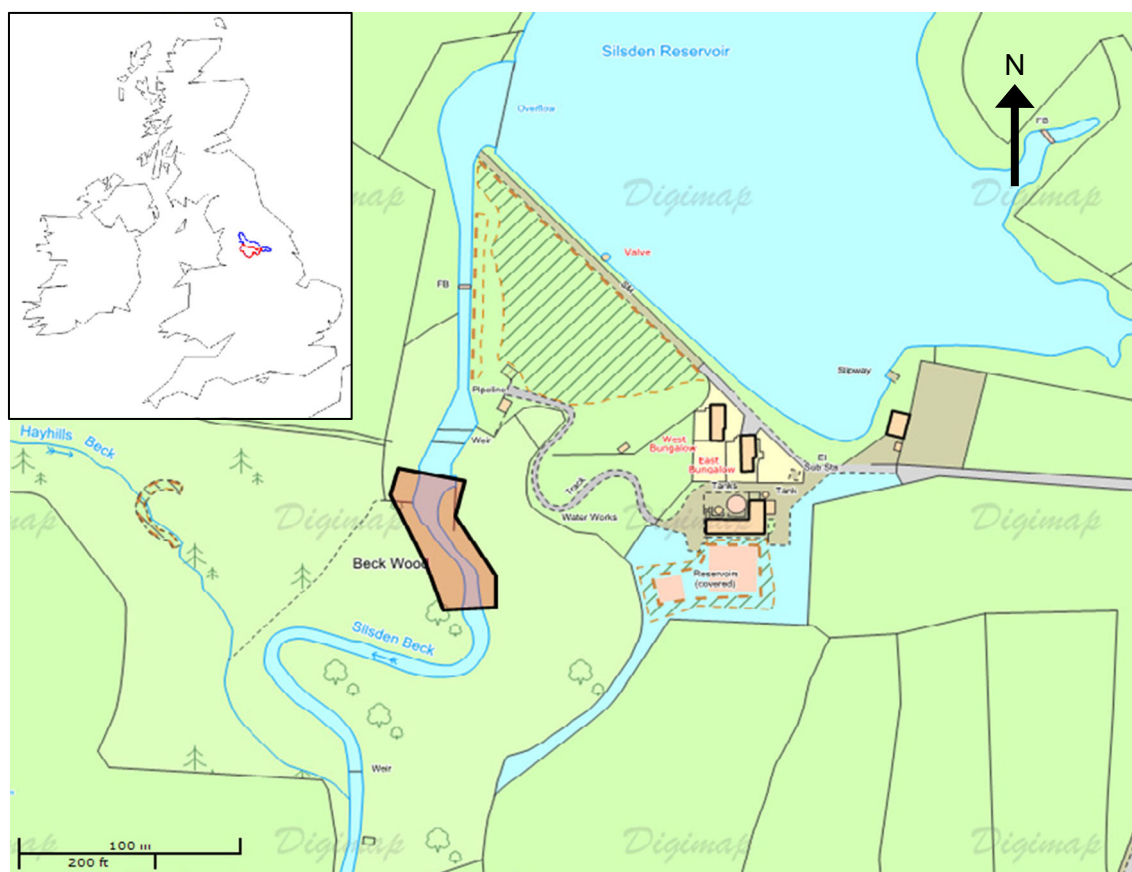 Silsden Reservoir
N
Overflow
FB
Digimap
Digimap
Digimap
Valve
SM
FB
Slipway
Pipeline
Hayhills Beck
Weir
West
Bungalow
East
Bungalow
El
Sub Sta
Tanks
Tank
Track
Water Works
Digimap
Digimap
Digimap
Beck Wood
Reservoir
(covered)
Silsden Beck
Weir
Digimap
Digimap
Digimap
100 m
200 ft